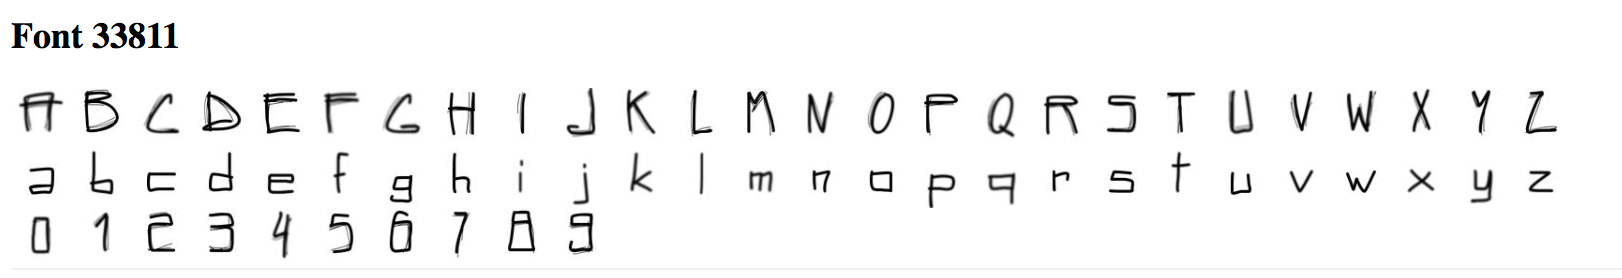 Font 33811
A B C D E F G H I J K L M N O P Q R S T U V W X Y Z
a b c d e f g h i j k l m n o p q r s t u v w x y z
0 1 2 3 4 5 6 7 8 9